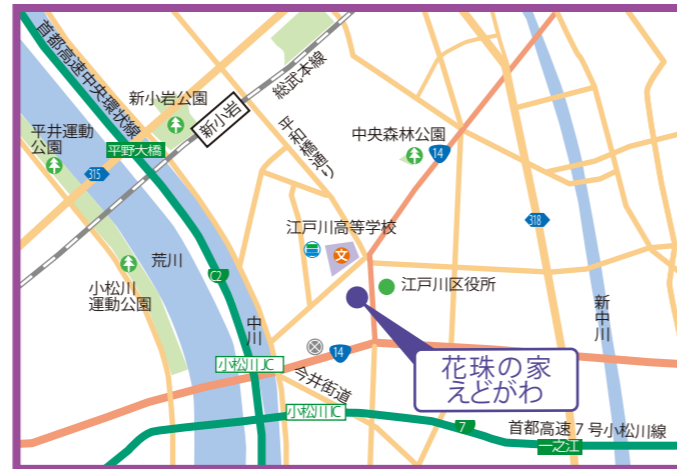 首都高速中央環状線
新小岩公園
総武本線
平井運動
公園
新小岩
平野大橋
平和橋通り
中央森林公園
14
315
江戸川高等学校
文
318
荒川
C2
江戸川区役所
小松川
運動公園
中川
新中川
14
小松川JC
花珠の家
えどがわ
今井街道
小松川IC
7
首都高速7号小松川線
一之江